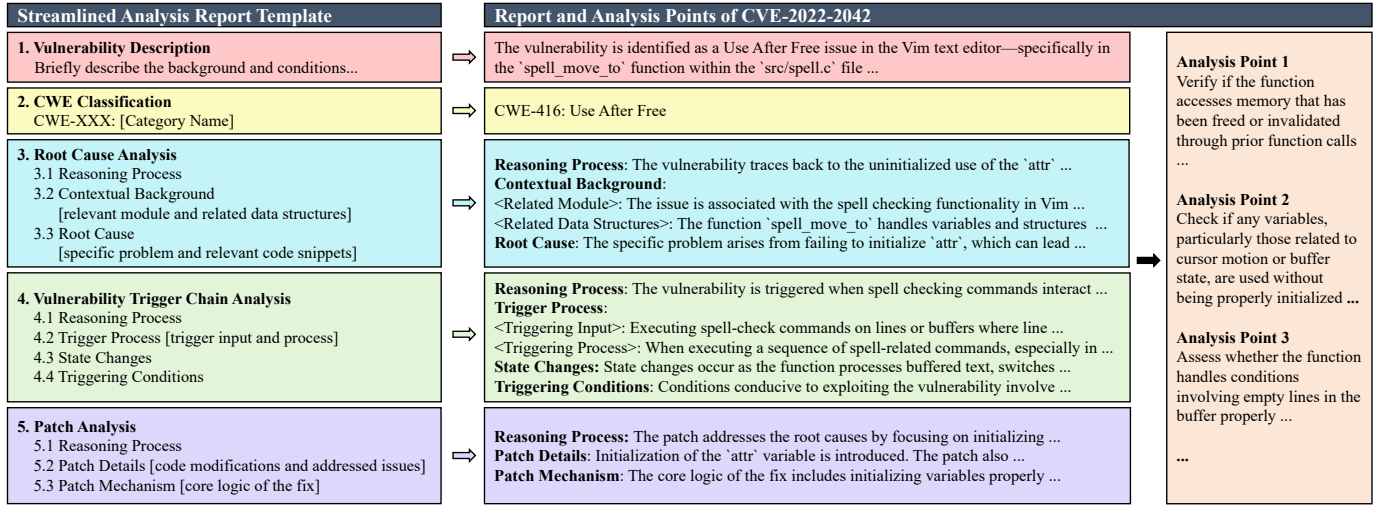 Streamlined Analysis Report Template
Report and Analysis Points of CVE-2022-2042
1. Vulnerability Description
Briefly describe the background and conditions...
The vulnerability is identified as a Use After Free issue in the Vim text editor—specifically in
the `spell_move_to` function within the `src/spell.c` file ...
2. CWE Classification
CWE-XXX: [Category Name]
CWE-416: Use After Free
3. Root Cause Analysis
3.1 Reasoning Process
3.2 Contextual Background
[relevant module and related data structures]
3.3 Root Cause
[specific problem and relevant code snippets]
Reasoning Process: The vulnerability traces back to the uninitialized use of the `attr` ...
Contextual Background:
<Related Module>: The issue is associated with the spell checking functionality in Vim ...
<Related Data Structures>: The function `spell_move_to` handles variables and structures ...
Root Cause: The specific problem arises from failing to initialize `attr`, which can lead ...
4. Vulnerability Trigger Chain Analysis
4.1 Reasoning Process
4.2 Trigger Process [trigger input and process]
4.3 State Changes
4.4 Triggering Conditions
Reasoning Process: The vulnerability is triggered when spell checking commands interact ...
Trigger Process:
<Triggering Input>: Executing spell-check commands on lines or buffers where line ...
<Triggering Process>: When executing a sequence of spell-related commands, especially in ...
State Changes: State changes occur as the function processes buffered text, switches ...
Triggering Conditions: Conditions conducive to exploiting the vulnerability involve ...
5. Patch Analysis
5.1 Reasoning Process
5.2 Patch Details [code modifications and addressed issues]
5.3 Patch Mechanism [core logic of the fix]
Reasoning Process: The patch addresses the root causes by focusing on initializing ...
Patch Details: Initialization of the `attr` variable is introduced. The patch also ...
Patch Mechanism: The core logic of the fix includes initializing variables properly ...
Analysis Point 1
Verify if the function
accesses memory that has
been freed or invalidated
through prior function calls
...
Analysis Point 2
Check if any variables,
particularly those related to
cursor motion or buffer
state, are used without
being properly initialized ...
Analysis Point 3
Assess whether the function
handles conditions
involving empty lines in the
buffer properly ...
...